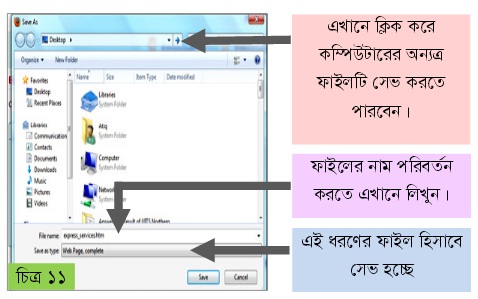 Save As
Desktop
Organize New Folder
Favorites
Desktop
Recent Places
Libraries
Communication
Contacts
Documents
Downloads
Music
Pictures
Videos
Name Size Item Type Date modified
Libraries
System Folder
Atiq
System Folder
Computer
System Folder
Network
System Folder
File name: express_services.htm
Save as type: Web Page, complete
Save Cancel
চিত্র ১১
এখানে ক্লিক করে
কম্পিউটারের অন্যত্র
ফাইলটি সেভ করতে
পারবেন।
ফাইলের নাম পরিবর্তন
করতে এখানে লিখুন।
এই ধরণের ফাইল হিসাবে
সেভ হচ্ছে